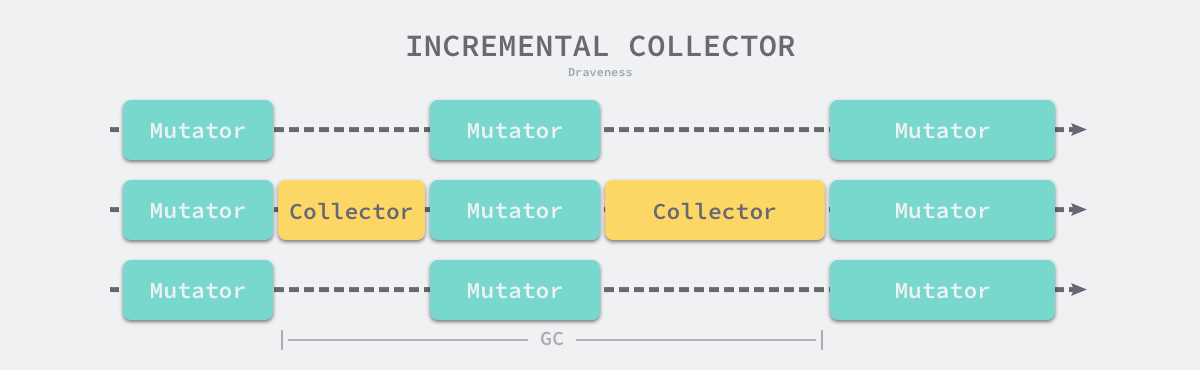 INCREMENTAL COLLECTOR
Draveness
Mutator Mutator Mutator
Mutator Collector Mutator Collector Mutator
Mutator Mutator Mutator
GC